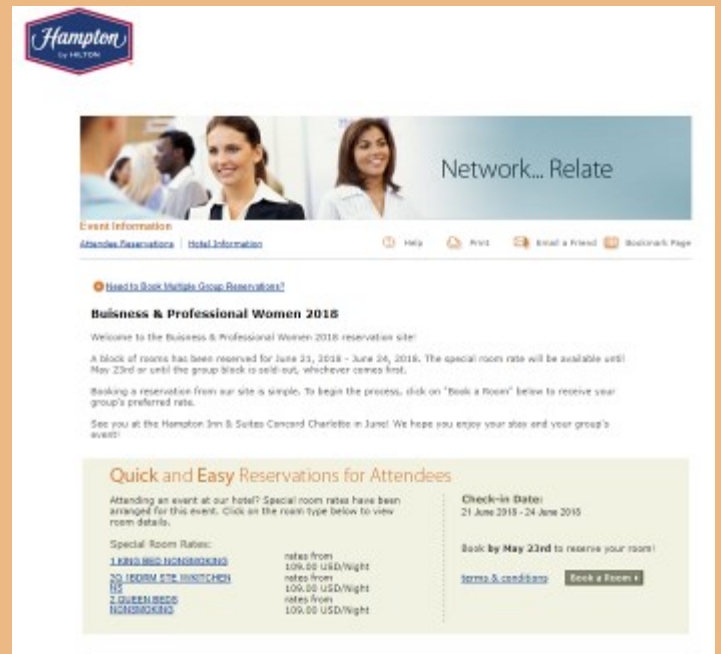 Hampton
by HILTON
Network... Relate
Event Information
Attendee Reservations | Hotel Information
Help Print Email a Friend Bookmark Page
Need to Book Multiple Group Reservations?
Buisness & Professional Women 2018
Welcome to the Buisness & Professional Women 2018 reservation site!
A block of rooms has been reserved for June 21, 2018 - June 24, 2018. The special room rate will be available until
May 23rd or until the group block is sold-out, whichever comes first.
Booking a reservation from our site is simple. To begin the process, click on "Book a Room" below to receive your
group's preferred rate.
See you at the Hampton Inn & Suites Concord Charlotte in June! We hope you enjoy your stay and your group's
event!
Quick and Easy Reservations for Attendees
Attending an event at our hotel? Special room rates have been
arranged for this event. Click on the room type below to view
room details.
Special Room Rates:
1 KING BED NONSMOKING
rates from
109.00 USD/Night
2Q 1BDRM STE W/KITCHEN
NS
rates from
109.00 USD/Night
2 QUEEN BEDS
NONSMOKING
rates from
109.00 USD/Night
Check-in Date:
21 June 2018 - 24 June 2018
Book by May 23rd to reserve your room!
terms & conditions Book a Room